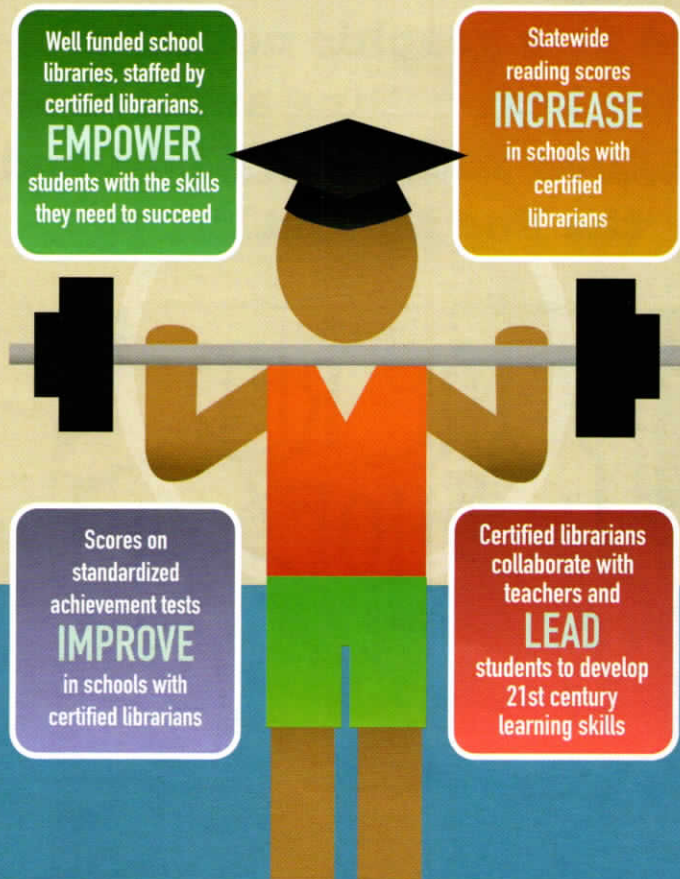 Well funded school
libraries, staffed by
certified librarians,
EMPOWER
students with the skills
they need to succeed
Statewide
reading scores
INCREASE
in schools with
certified
librarians
Scores on
standardized
achievement tests
IMPROVE
in schools with
certified librarians
Certified librarians
collaborate with
teachers and
LEAD
students to develop
21st century
learning skills